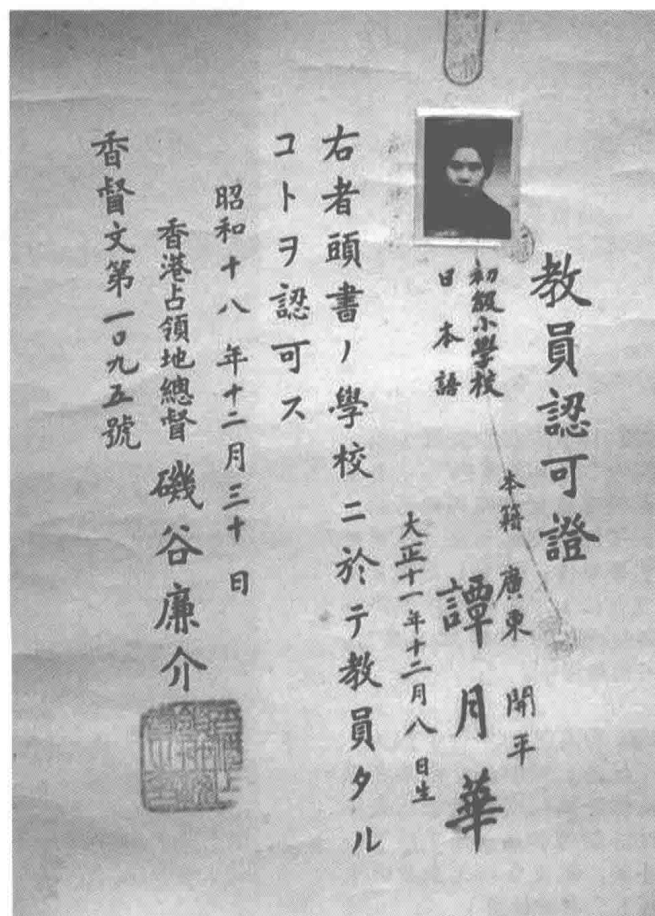 教員認可證
本籍 廣東 開平
初級小學校
日本語
譚月華
大正十一年十二月八日生
右者頭書ノ學校ニ於テ教員タル
コトヲ認可ス
昭和十八年十二月三十日
香港占領地總督 磯谷廉介
香督文第一〇九五號